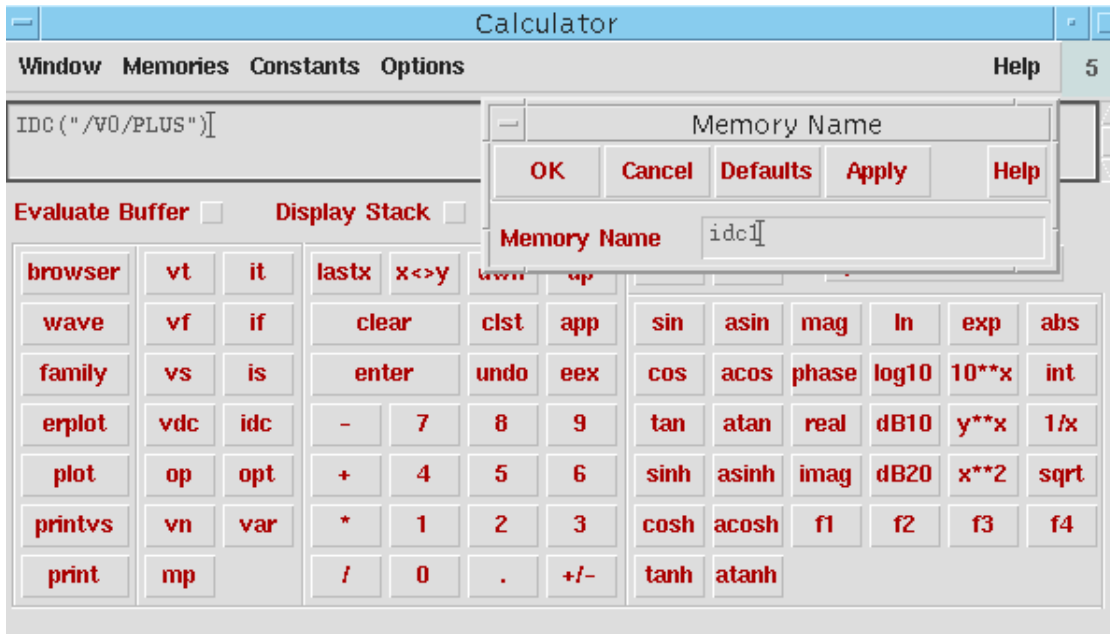 Calculator
Window Memories Constants Options Help 5
IDC("/V0/PLUS")
Memory Name
OK Cancel Defaults Apply Help
Memory Name idc1
Evaluate Buffer Display Stack
browser vt it lastx x<>y
wave vf if clear clst app sin asin mag ln exp abs
family vs is enter undo eex cos acos phase log10 10**x int
erplot vdc idc - 7 8 9 tan atan real dB10 y**x 1/x
plot op opt + 4 5 6 sinh asinh imag dB20 x**2 sqrt
printvs vn var * 1 2 3 cosh acosh f1 f2 f3 f4
print mp / 0 . +/- tanh atanh